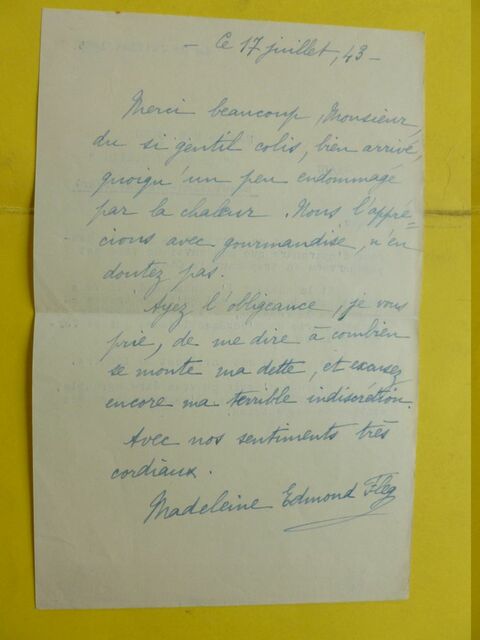 - Ce 17 juillet, 43 -
Merci beaucoup, Monsieur,
du si gentil colis, bien arrivé,
quoiqu'un peu endommagé
par la chaleur. Nous l'appré-
cions avec gourmandise, n'en
doutez pas.
Ayez l'obligeance, je vous
prie, de me dire à combien
se monte ma dette, et excusez
encore ma terrible indiscrétion.
Avec nos sentiments très
cordiaux.
Madeleine Edmond Fleg